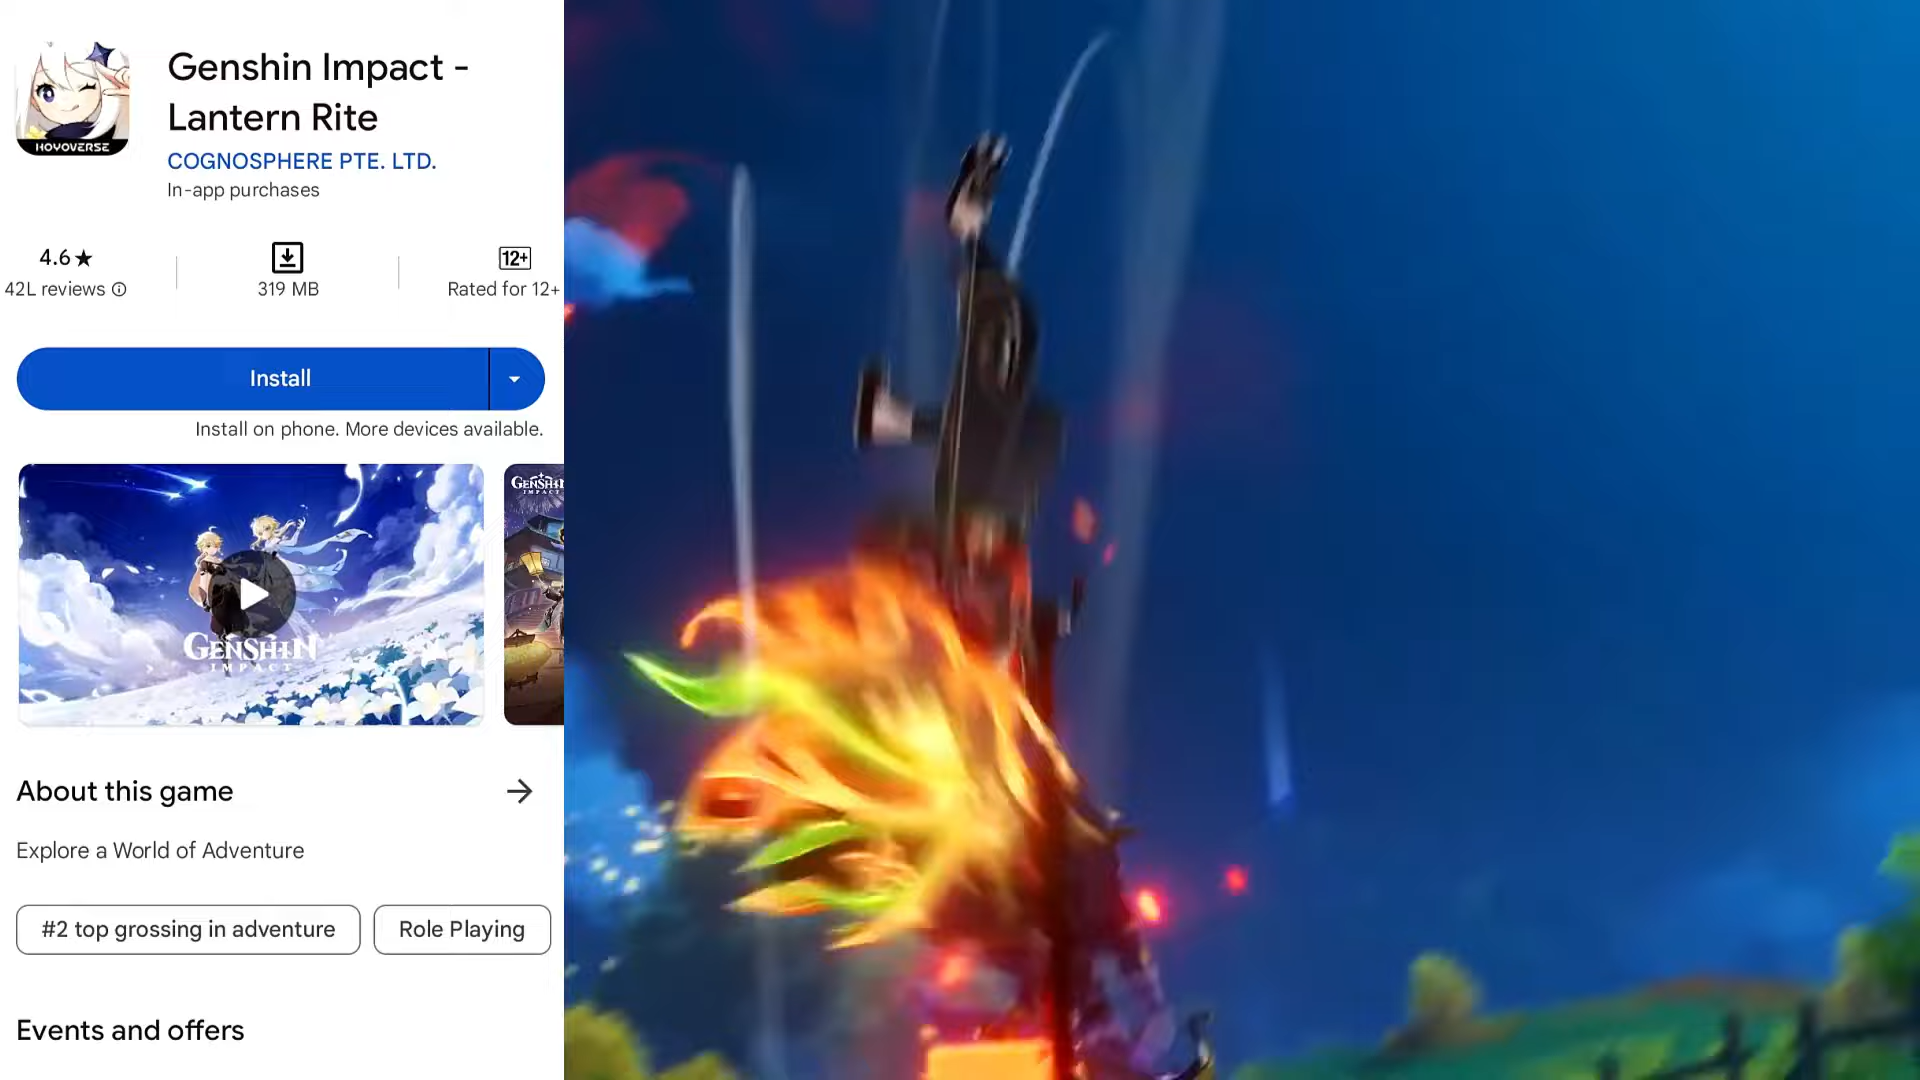 Genshin Impact -
Lantern Rite
COGNOSPHERE PTE. LTD.
In-app purchases
HOYOVERSE
4.6★
42L reviews
319 MB
12+
Rated for 12+
Install
Install on phone. More devices available.
GENSHIN
IMPACT
GENSHIN
IMPACT
About this game
Explore a World of Adventure
#2 top grossing in adventure
Role Playing
Events and offers